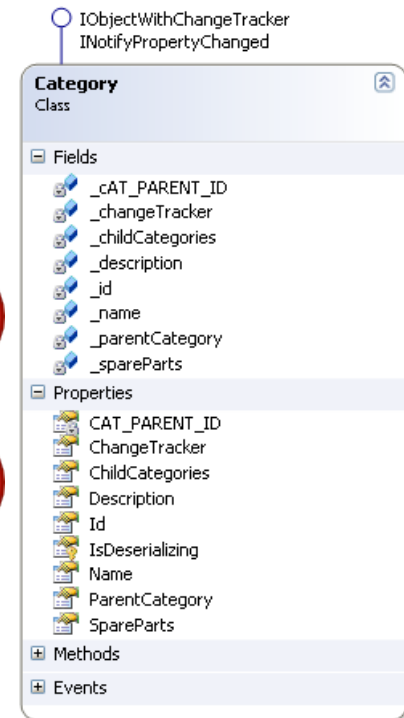 IObjectWithChangeTracker
INotifyPropertyChanged
Category
Class
Fields
_cAT_PARENT_ID
_changeTracker
_childCategories
_description
_id
_name
_parentCategory
_spareParts
Properties
CAT_PARENT_ID
ChangeTracker
ChildCategories
Description
Id
IsDeserializing
Name
ParentCategory
SpareParts
Methods
Events